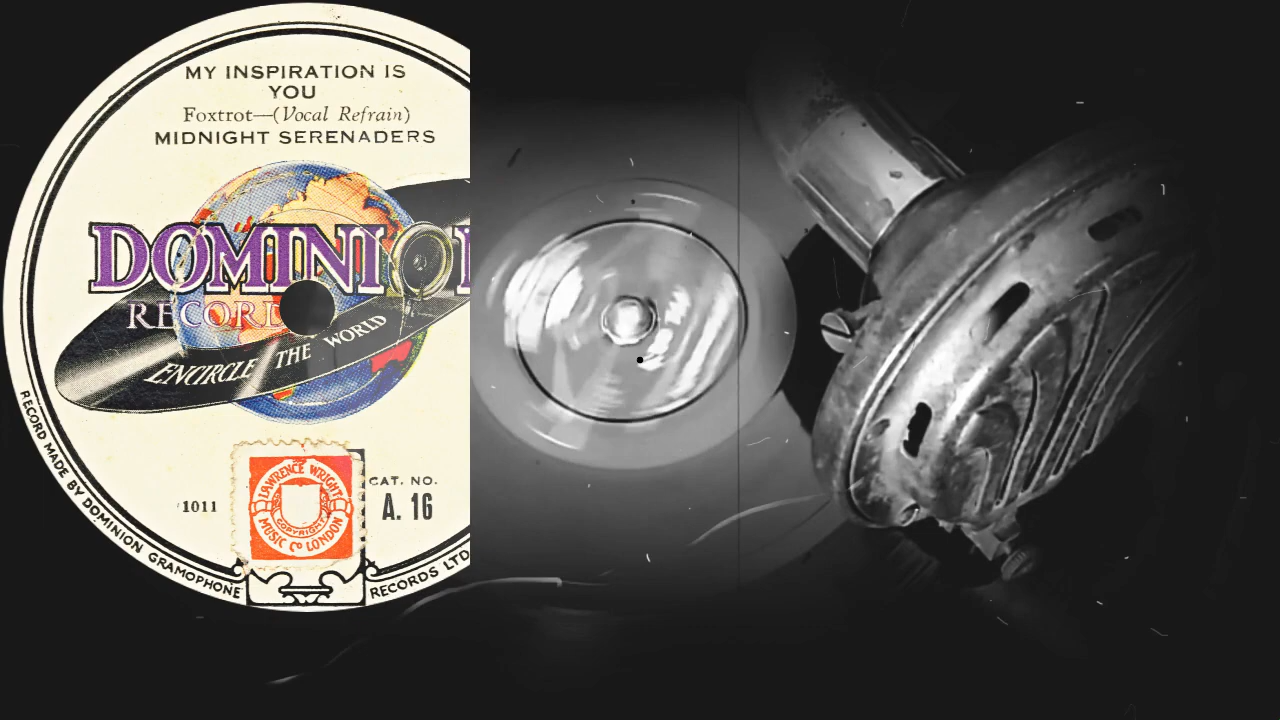 MY INSPIRATION IS
YOU
Foxtrot—(Vocal Refrain)
MIDNIGHT SERENADERS
DOMINION
RECORD
ENCIRCLE THE WORLD
LAWRENCE WRIGHT
MUSIC Co LONDON
COPYRIGHT
1011
CAT. NO.
A. 16
RECORD MADE BY DOMINION GRAMOPHONE RECORDS LTD